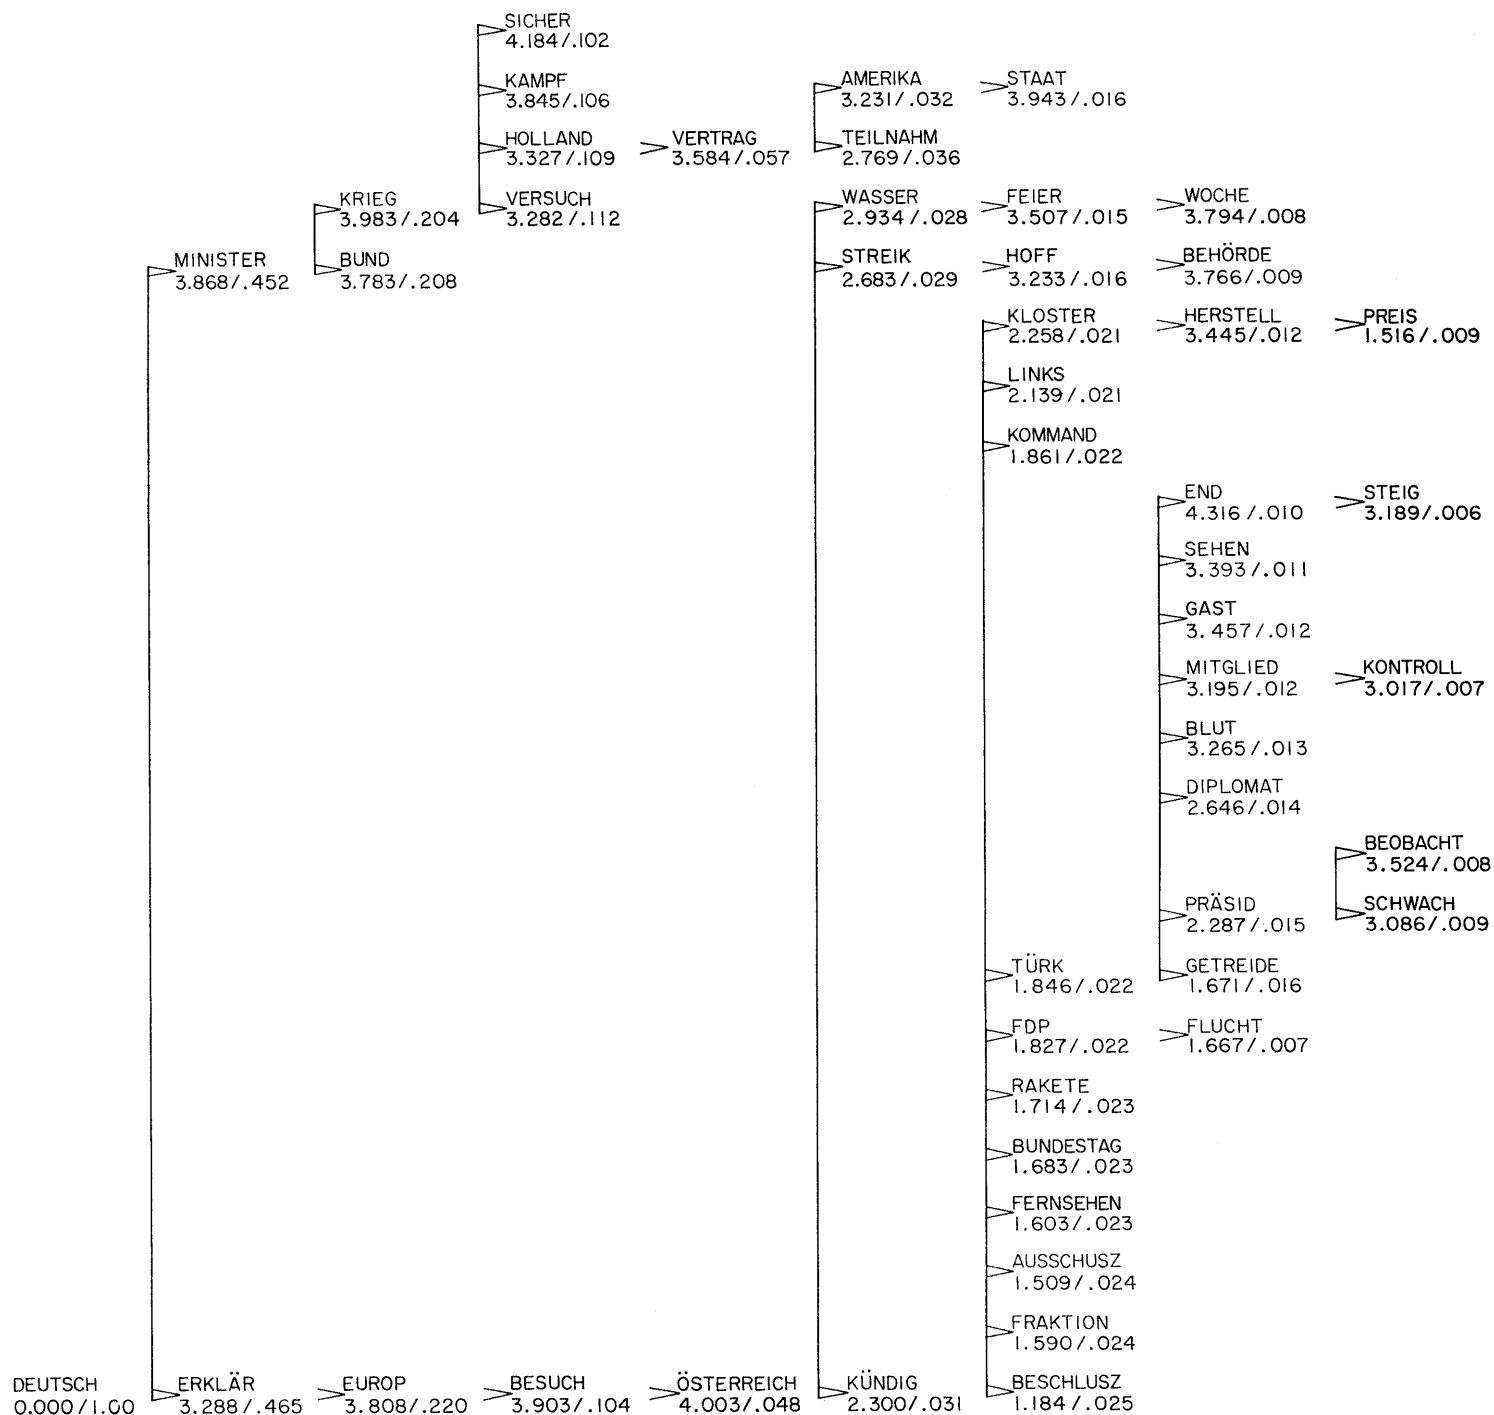 SICHER
4.184/.102
KAMPF
3.845/.106
AMERIKA
3.231/.032
STAAT
3.943/.016
HOLLAND
3.327/.109
VERTRAG
3.584/.057
TEILNAHM
2.769/.036
KRIEG
3.983/.204
VERSUCH
3.282/.112
WASSER
2.934/.028
FEIER
3.507/.015
WOCHE
3.794/.008
MINISTER
3.868/.452
BUND
3.783/.208
STREIK
2.683/.029
HOFF
3.233/.016
BEHÖRDE
3.766/.009
KLOSTER
2.258/.021
HERSTELL
3.445/.012
PREIS
1.516/.009
LINKS
2.139/.021
KOMMAND
1.861/.022
END
4.316/.010
STEIG
3.189/.006
SEHEN
3.393/.011
GAST
3.457/.012
MITGLIED
3.195/.012
KONTROLL
3.017/.007
BLUT
3.265/.013
DIPLOMAT
2.646/.014
BEOBACHT
3.524/.008
PRÄSID
2.287/.015
SCHWACH
3.086/.009
TÜRK
1.846/.022
GETREIDE
1.671/.016
FDP
1.827/.022
FLUCHT
1.667/.007
RAKETE
1.714/.023
BUNDESTAG
1.683/.023
FERNSEHEN
1.603/.023
AUSSCHUSZ
1.509/.024
FRAKTION
1.590/.024
DEUTSCH
0.000/1.00
ERKLÄR
3.288/.465
EUROP
3.808/.220
BESUCH
3.903/.104
ÖSTERREICH
4.003/.048
KÜNDIG
2.300/.031
BESCHLUSZ
1.184/.025